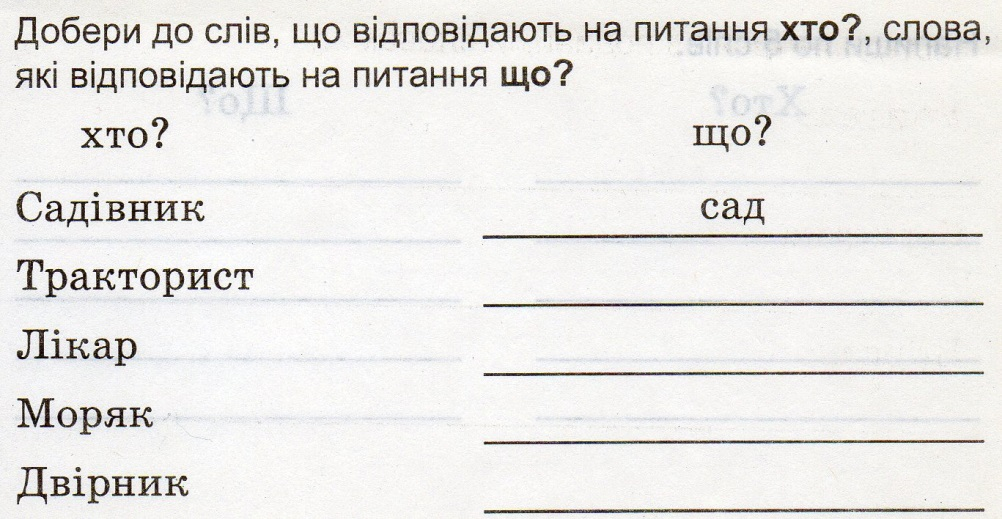 Добери до слів, що відповідають на питання хто?, слова,
які відповідають на питання що?
хто? що?
Садівник сад
Тракторист
Лікар
Моряк
Двірник